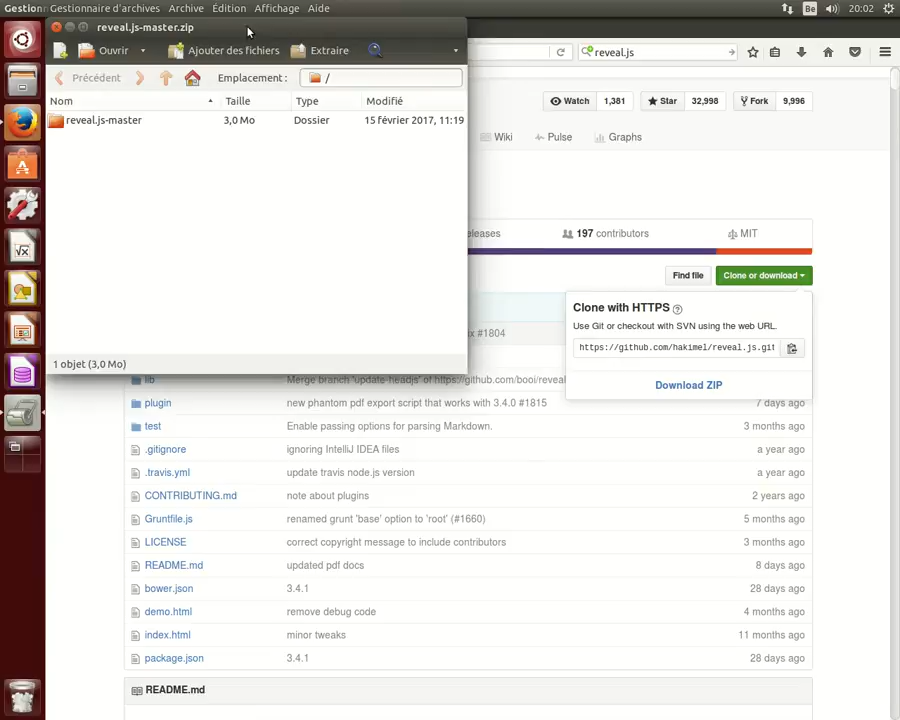 Gestionnaire d'archives Archive Édition Affichage Aide
Be 20:02
reveal.js-master.zip
Ouvrir Ajouter des fichiers Extraire
reveal.js
Précédent Emplacement : /
Nom Taille Type Modifié
Watch 1,381 Star 32,998 Fork 9,996
reveal.js-master 3,0 Mo Dossier 15 février 2017, 11:19
Wiki Pulse Graphs
197 contributors MIT
Find file Clone or download
Clone with HTTPS
Use Git or checkout with SVN using the web URL.
#1804
https://github.com/hakimel/reveal.js.git
1 objet (3,0 Mo)
Download ZIP
lib Merge branch 'update-headjs' of https://github.com/booi/reveal
plugin new phantom pdf export script that works with 3.4.0 #1815 7 days ago
test Enable passing options for parsing Markdown. 3 months ago
.gitignore ignoring IntelliJ IDEA files a year ago
.travis.yml update travis node.js version a year ago
CONTRIBUTING.md note about plugins 2 years ago
Gruntfile.js renamed grunt 'base' option to 'root' (#1660) 5 months ago
LICENSE correct copyright message to include contributors 3 months ago
README.md updated pdf docs 8 days ago
bower.json 3.4.1 28 days ago
demo.html remove debug code 4 months ago
index.html minor tweaks 11 months ago
package.json 3.4.1 28 days ago
README.md